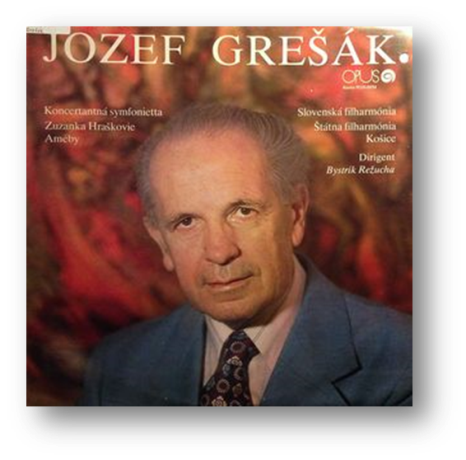 JOZEF GREŠÁK.
OPUS
Koncertantná symfonietta
Zuzanka Hraškovie
Améby
Slovenská filharmónia
Štátna filharmónia
Košice
Dirigent
Bystrík Režucha